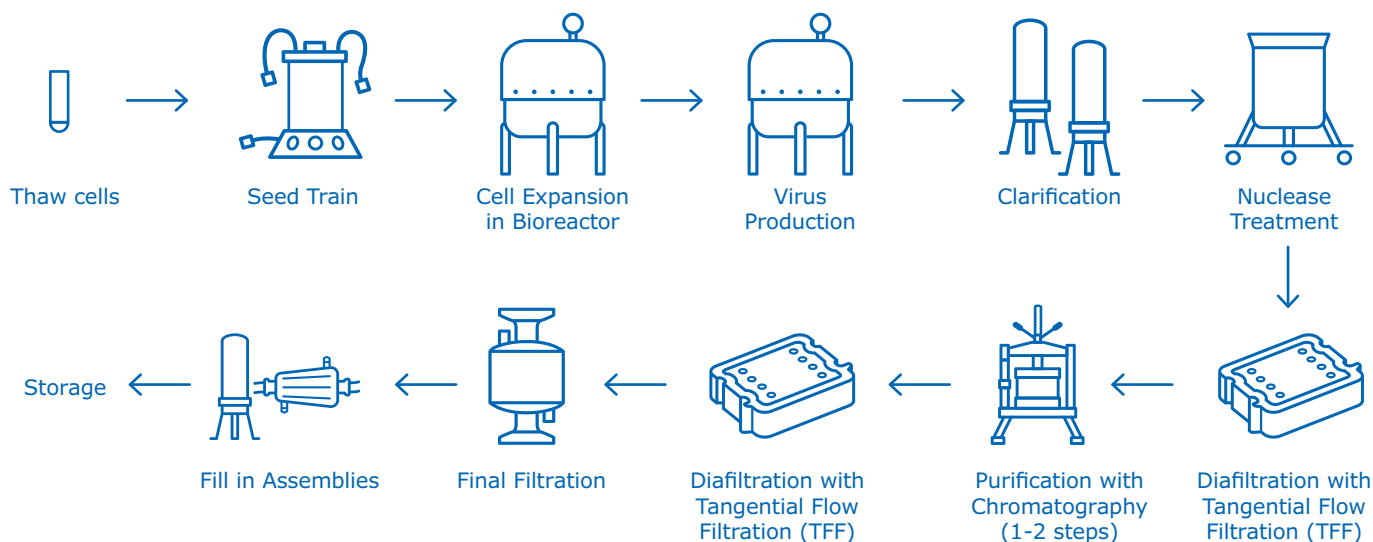 Thaw cells
Seed Train
Cell Expansion
in Bioreactor
Virus
Production
Clarification
Nuclease
Treatment
Diafiltration with
Tangential Flow
Filtration (TFF)
Purification with
Chromatography
(1-2 steps)
Diafiltration with
Tangential Flow
Filtration (TFF)
Final Filtration
Fill in Assemblies
Storage